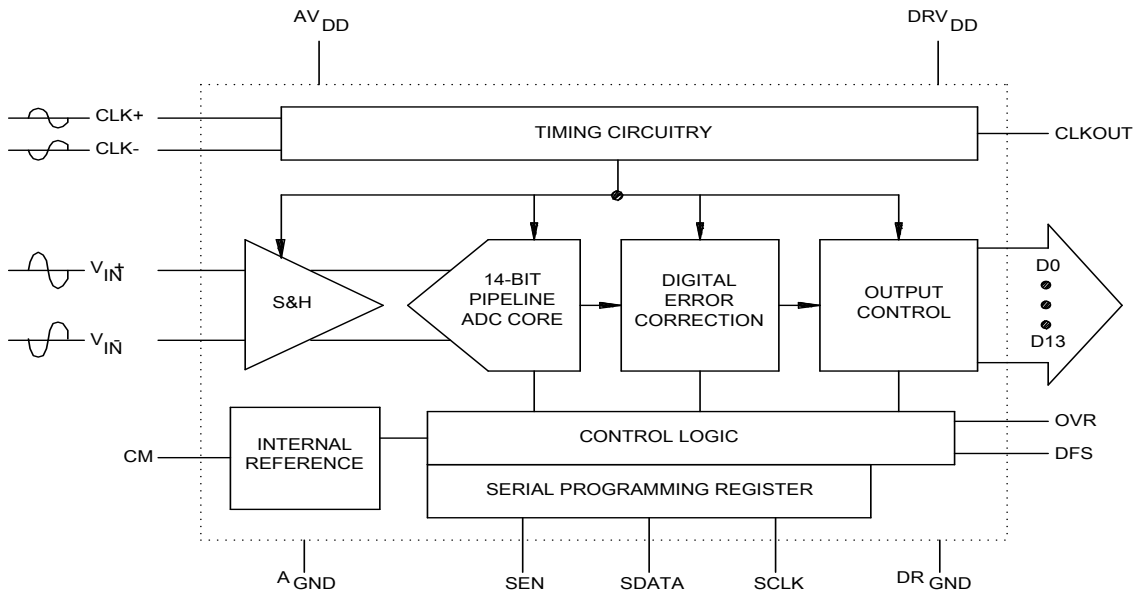 AVDD
DRVDD
CLK+
TIMING CIRCUITRY
CLKOUT
CLK-
VIN+
S&H
14-BIT
PIPELINE
ADC CORE
DIGITAL
ERROR
CORRECTION
OUTPUT
CONTROL
D0
D13
VIN-
CM
INTERNAL
REFERENCE
CONTROL LOGIC
OVR
DFS
SERIAL PROGRAMMING REGISTER
AGND
SEN
SDATA
SCLK
DRGND